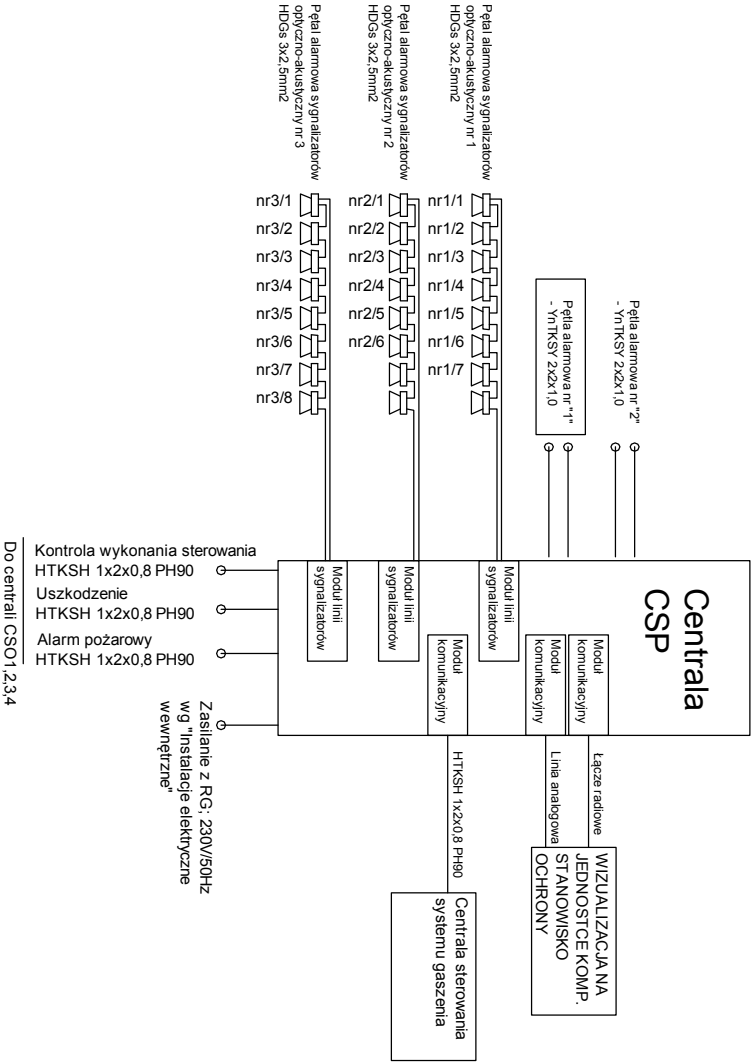 Pętal alarmowa sygnalizatorów
optyczno-akustyczny nr 3
HDGs 3x2,5mm2
Pętal alarmowa sygnalizatorów
optyczno-akustyczny nr 2
HDGs 3x2,5mm2
Pętal alarmowa sygnalizatorów
optyczno-akustyczny nr 1
HDGs 3x2,5mm2
nr3/1
nr3/2
nr3/3
nr3/4
nr3/5
nr3/6
nr3/7
nr3/8
nr2/1
nr2/2
nr2/3
nr2/4
nr2/5
nr2/6
nr1/1
nr1/2
nr1/3
nr1/4
nr1/5
nr1/6
nr1/7
Pętla alarmowa nr "1"
- YnTKSY 2x2x1,0
Pętla alarmowa nr "2"
- YnTKSY 2x2x1,0
Centrala
CSP
Moduł linii
sygnalizatorów
Moduł linii
sygnalizatorów
Moduł linii
sygnalizatorów
Moduł
komunikacyjny
Moduł
komunikacyjny
Moduł
komunikacyjny
Kontrola wykonania sterowania
HTKSH 1x2x0,8 PH90
Uszkodzenie
HTKSH 1x2x0,8 PH90
Alarm pożarowy
HTKSH 1x2x0,8 PH90
Do centrali CSO1,2,3,4
Zasilanie z RG; 230V/50Hz
wg "Instalacje elektryczne
wewnętrzne"
HTKSH 1x2x0,8 PH90
Linia analogowa
Łącze radiowe
WIZUALIZACJA NA
JEDNOSTCE KOMP.
STANOWISKO
OCHRONY
Centrala sterowania
systemu gaszenia